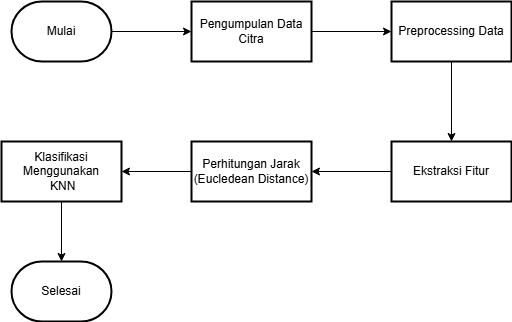 Mulai
Pengumpulan Data
Citra
Preprocessing Data
Ekstraksi Fitur
Perhitungan Jarak
(Eucledean Distance)
Klasifikasi
Menggunakan
KNN
Selesai